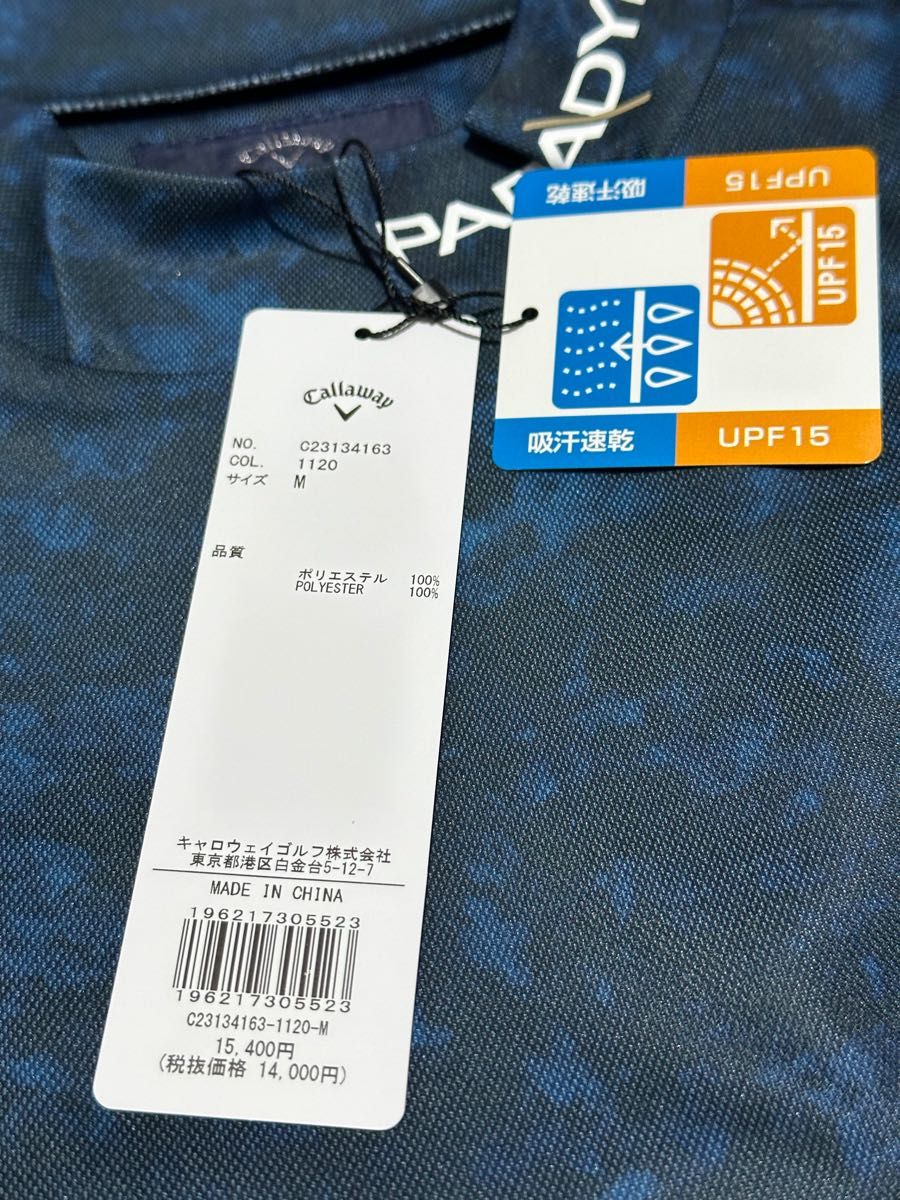 Callaway
PARADY
吸汗速乾 UPF15
UPF15
吸汗速乾 UPF15
Callaway
NO. C23134163
COL. 1120
サイズ M
品質
ポリエステル 100%
POLYESTER 100%
キャロウェイゴルフ株式会社
東京都港区白金台5-12-7
MADE IN CHINA
196217305523
196217305523
C23134163-1120-M
15,400円
(税抜価格 14,000円)